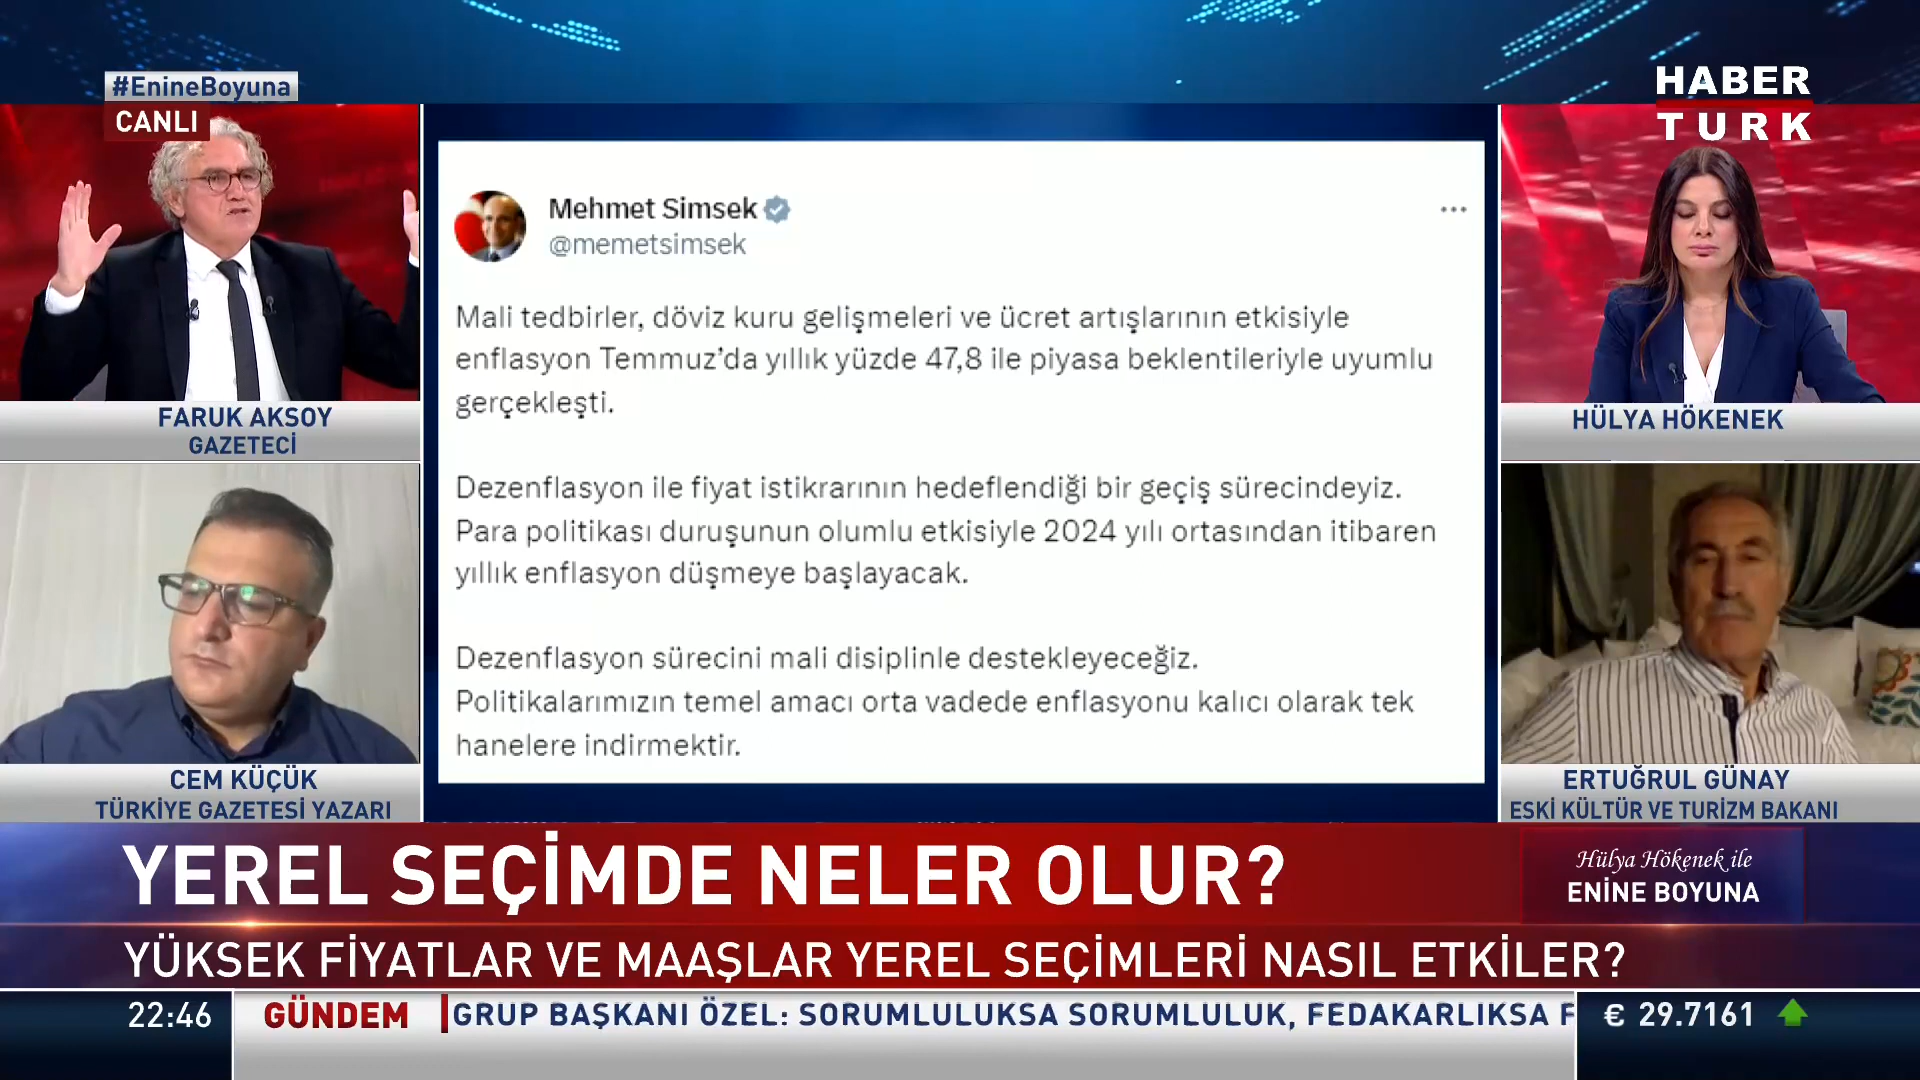 #EnineBoyuna
CANLI
HABER
TURK
Mehmet Simsek
@memetsimsek
Mali tedbirler, döviz kuru gelişmeleri ve ücret artışlarının etkisiyle
enflasyon Temmuz’da yıllık yüzde 47,8 ile piyasa beklentileriyle uyumlu
gerçekleşti.
Dezenflasyon ile fiyat istikrarının hedeflendiği bir geçiş sürecindeyiz.
Para politikası duruşunun olumlu etkisiyle 2024 yılı ortasından itibaren
yıllık enflasyon düşmeye başlayacak.
Dezenflasyon sürecini mali disiplinle destekleyeceğiz.
Politikalarımızın temel amacı orta vadede enflasyonu kalıcı olarak tek
hanelere indirmektir.
FARUK AKSOY
GAZETECİ
HÜLYA HÖKENEK
CEM KÜÇÜK
TÜRKİYE GAZETESİ YAZARI
ERTUĞRUL GÜNAY
ESKİ KÜLTÜR VE TURİZM BAKANI
YEREL SEÇİMDE NELER OLUR?
Hülya Hökenek ile
ENİNE BOYUNA
YÜKSEK FİYATLAR VE MAAŞLAR YEREL SEÇİMLERİ NASIL ETKİLER?
22:46
GÜNDEM
GRUP BAŞKANI ÖZEL: SORUMLULUKSA SORUMLULUK, FEDAKARLIKSA F
€ 29.7161